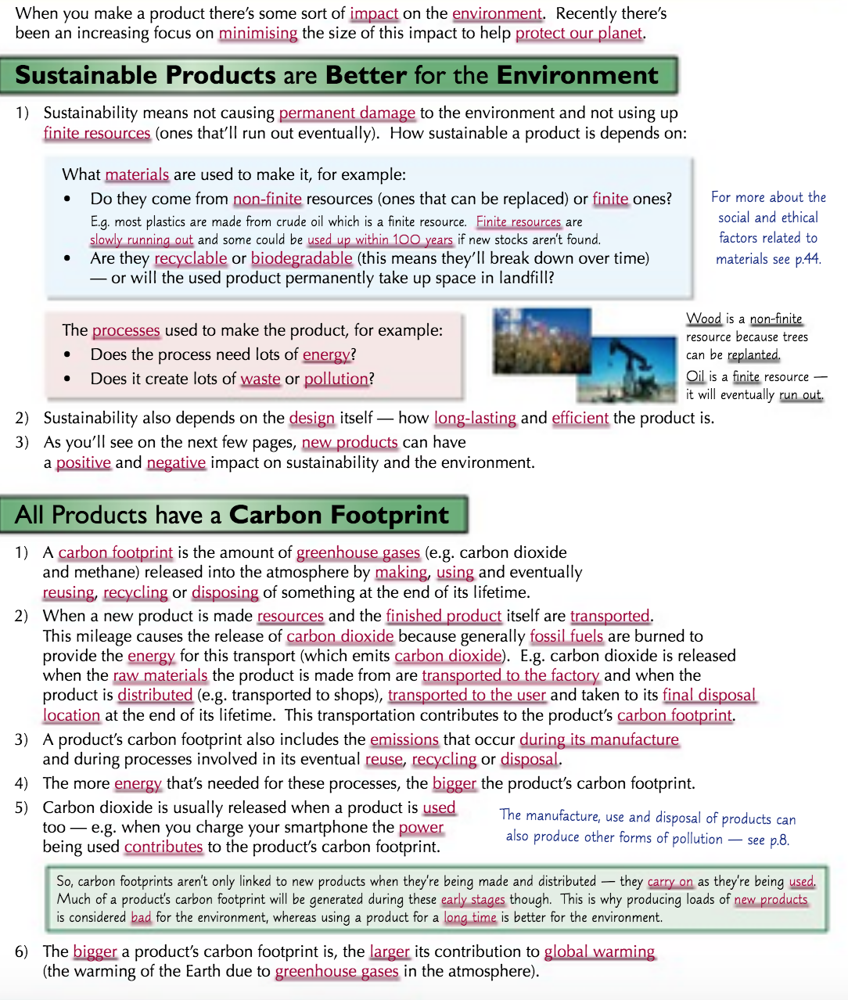 When you make a product there's some sort of impact on the environment. Recently there's
been an increasing focus on minimising the size of this impact to help protect our planet.
Sustainable Products are Better for the Environment
1) Sustainability means not causing permanent damage to the environment and not using up
finite resources (ones that'll run out eventually). How sustainable a product is depends on:
What materials are used to make it, for example:
• Do they come from non-finite resources (ones that can be replaced) or finite ones?
E.g. most plastics are made from crude oil which is a finite resource. Finite resources are
slowly running out and some could be used up within 100 years if new stocks aren't found.
• Are they recyclable or biodegradable (this means they'll break down over time)
— or will the used product permanently take up space in landfill?
For more about the
social and ethical
factors related to
materials see p.44.
The processes used to make the product, for example:
• Does the process need lots of energy?
• Does it create lots of waste or pollution?
Wood is a non-finite
resource because trees
can be replanted.
Oil is a finite resource —
it will eventually run out.
2) Sustainability also depends on the design itself — how long-lasting and efficient the product is.
3) As you'll see on the next few pages, new products can have
a positive and negative impact on sustainability and the environment.
All Products have a Carbon Footprint
1) A carbon footprint is the amount of greenhouse gases (e.g. carbon dioxide
and methane) released into the atmosphere by making, using and eventually
reusing, recycling or disposing of something at the end of its lifetime.
2) When a new product is made resources and the finished product itself are transported.
This mileage causes the release of carbon dioxide because generally fossil fuels are burned to
provide the energy for this transport (which emits carbon dioxide). E.g. carbon dioxide is released
when the raw materials the product is made from are transported to the factory and when the
product is distributed (e.g. transported to shops), transported to the user and taken to its final disposal
location at the end of its lifetime. This transportation contributes to the product's carbon footprint.
3) A product's carbon footprint also includes the emissions that occur during its manufacture
and during processes involved in its eventual reuse, recycling or disposal.
4) The more energy that's needed for these processes, the bigger the product's carbon footprint.
5) Carbon dioxide is usually released when a product is used
too — e.g. when you charge your smartphone the power
being used contributes to the product's carbon footprint.
The manufacture, use and disposal of products can
also produce other forms of pollution — see p.8.
So, carbon footprints aren't only linked to new products when they're being made and distributed — they carry on as they're being used.
Much of a product's carbon footprint will be generated during these early stages though. This is why producing loads of new products
is considered bad for the environment, whereas using a product for a long time is better for the environment.
6) The bigger a product's carbon footprint is, the larger its contribution to global warming
(the warming of the Earth due to greenhouse gases in the atmosphere).